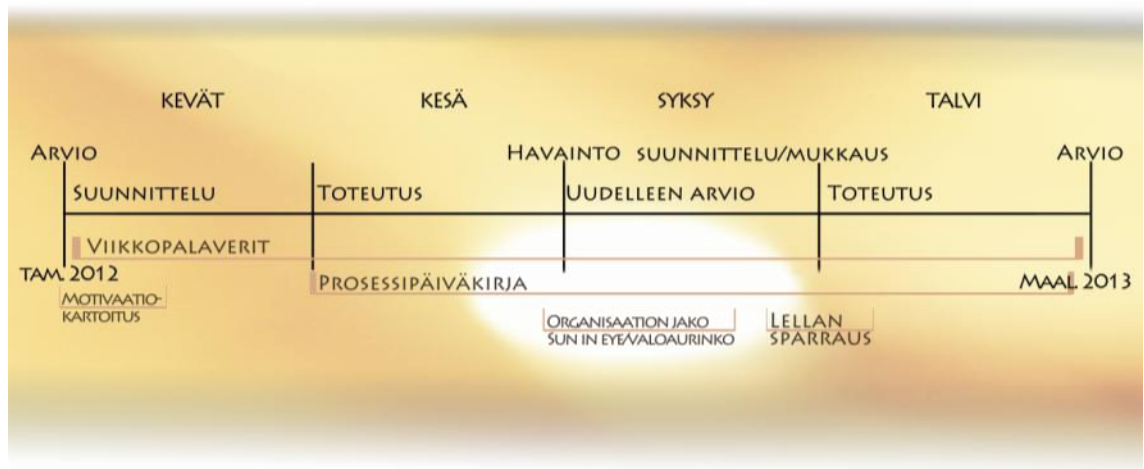 KEVÄT KESÄ SYKSY TALVI
ARVIO HAVAINTO SUUNNITTELU/MUKKAUS ARVIO
SUUNNITTELU TOTEUTUS UUDELLEEN ARVIO TOTEUTUS
VIIKKOPALAVERIT
TAM. 2012 PROSESSIPÄIVÄKIRJA MAAL. 2013
MOTIVAATIO-
KARTOITUS
ORGANISAATION JAKO
SUN IN EYE/VALOAURINKO
LELLAN
SPARRAUS